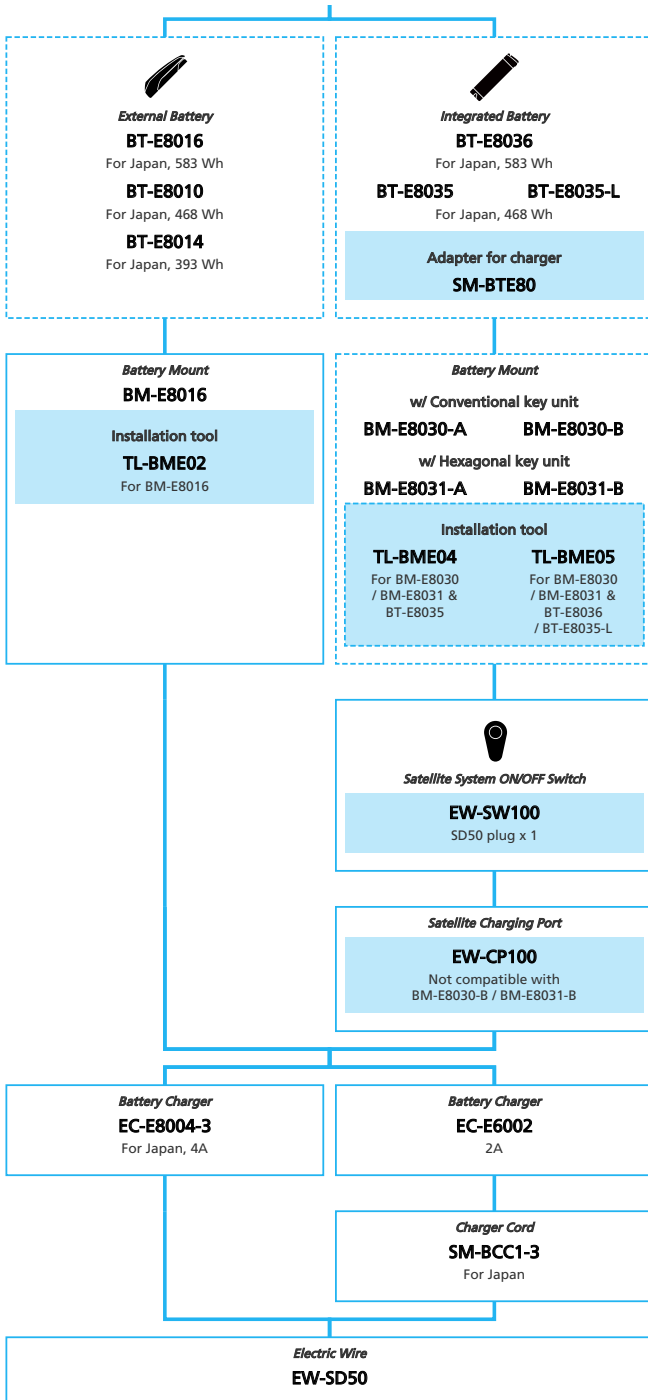 External Battery
BT-E8016
For Japan, 583 Wh
BT-E8010
For Japan, 468 Wh
BT-E8014
For Japan, 393 Wh
Integrated Battery
BT-E8036
For Japan, 583 Wh
BT-E8035 BT-E8035-L
For Japan, 468 Wh
Adapter for charger
SM-BTE80
Battery Mount
BM-E8016
Installation tool
TL-BME02
For BM-E8016
Battery Mount
w/ Conventional key unit
BM-E8030-A BM-E8030-B
w/ Hexagonal key unit
BM-E8031-A BM-E8031-B
Installation tool
TL-BME04
For BM-E8030
/ BM-E8031 &
BT-E8035
TL-BME05
For BM-E8030
/ BM-E8031 &
BT-E8036
/ BT-E8035-L
Satellite System ON/OFF Switch
EW-SW100
SD50 plug x 1
Satellite Charging Port
EW-CP100
Not compatible with
BM-E8030-B / BM-E8031-B
Battery Charger
EC-E8004-3
For Japan, 4A
Battery Charger
EC-E6002
2A
Charger Cord
SM-BCC1-3
For Japan
Electric Wire
EW-SD50